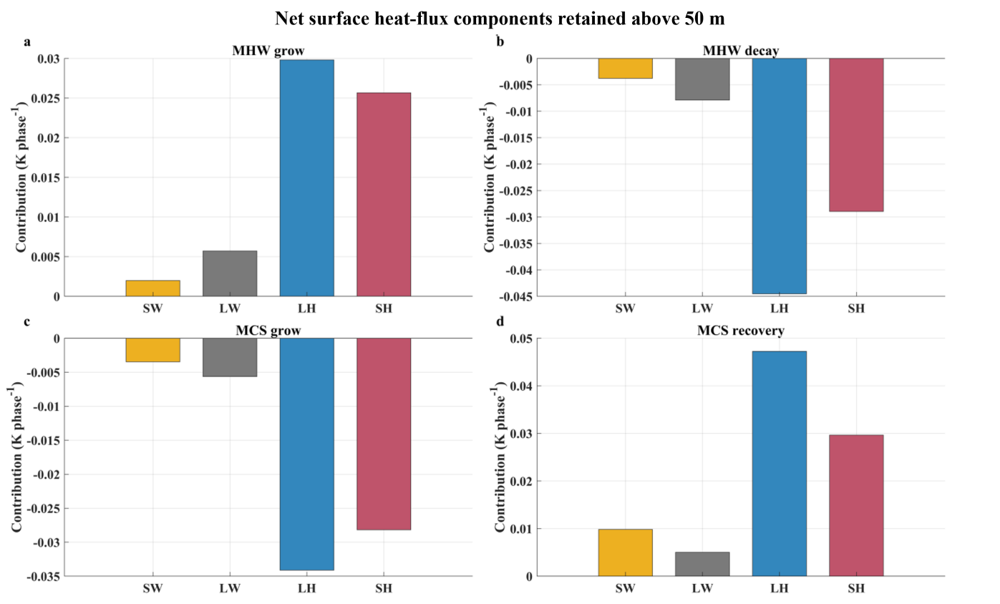 Net surface heat-flux components retained above 50 m
a
MHW grow
Contribution (K phase-1)
0.03
0.025
0.02
0.015
0.01
0.005
0
SW LW LH SH
b
MHW decay
Contribution (K phase-1)
0
-0.005
-0.01
-0.015
-0.02
-0.025
-0.03
-0.035
-0.04
-0.045
SW LW LH SH
c
MCS grow
Contribution (K phase-1)
0
-0.005
-0.01
-0.015
-0.02
-0.025
-0.03
-0.035
SW LW LH SH
d
MCS recovery
Contribution (K phase-1)
0.05
0.04
0.03
0.02
0.01
0
SW LW LH SH